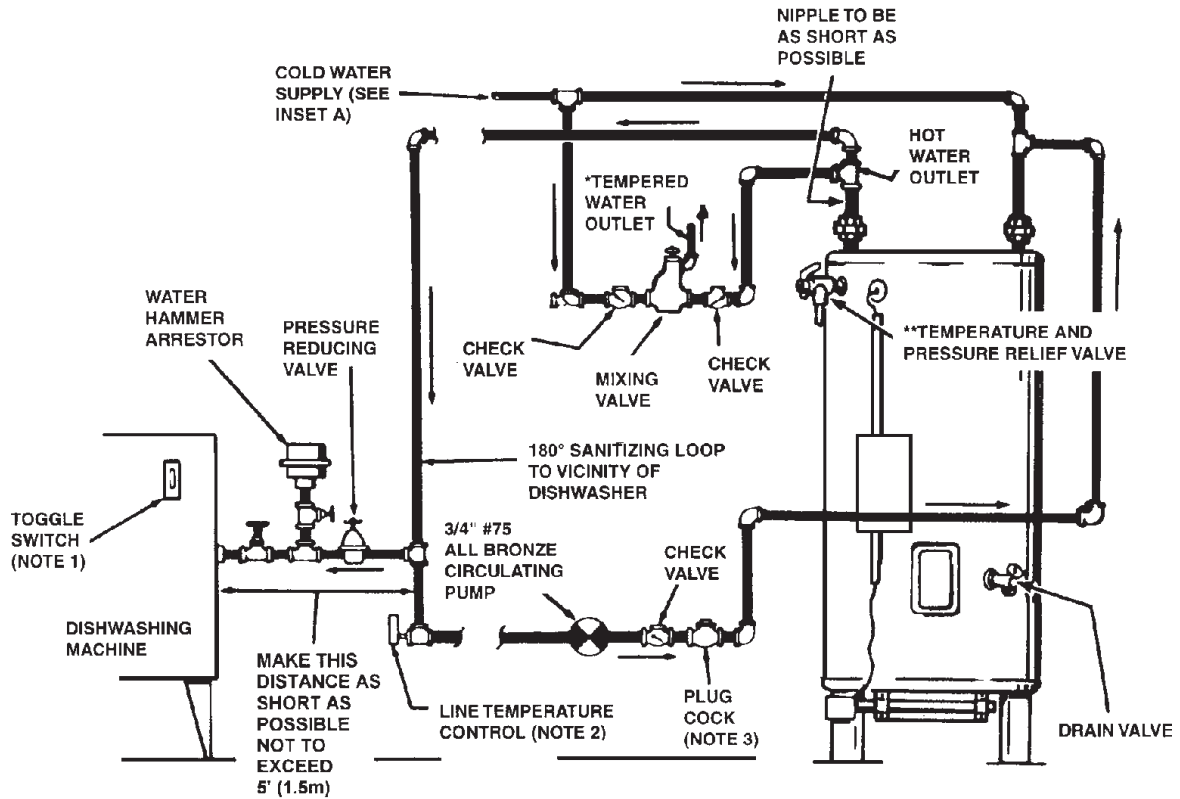 NIPPLE TO BE
AS SHORT AS
POSSIBLE
COLD WATER
SUPPLY (SEE
INSET A)
HOT
WATER
OUTLET
*TEMPERED
WATER
OUTLET
WATER
HAMMER
ARRESTOR
PRESSURE
REDUCING
VALVE
CHECK
VALVE
MIXING
VALVE
CHECK
VALVE
**TEMPERATURE AND
PRESSURE RELIEF VALVE
180° SANITIZING LOOP
TO VICINITY OF
DISHWASHER
TOGGLE
SWITCH
(NOTE 1)
3/4" #75
ALL BRONZE
CIRCULATING
PUMP
CHECK
VALVE
DISHWASHING
MACHINE
MAKE THIS
DISTANCE AS
SHORT AS
POSSIBLE
NOT TO
EXCEED
5' (1.5m)
LINE TEMPERATURE
CONTROL (NOTE 2)
PLUG
COCK
(NOTE 3)
DRAIN VALVE